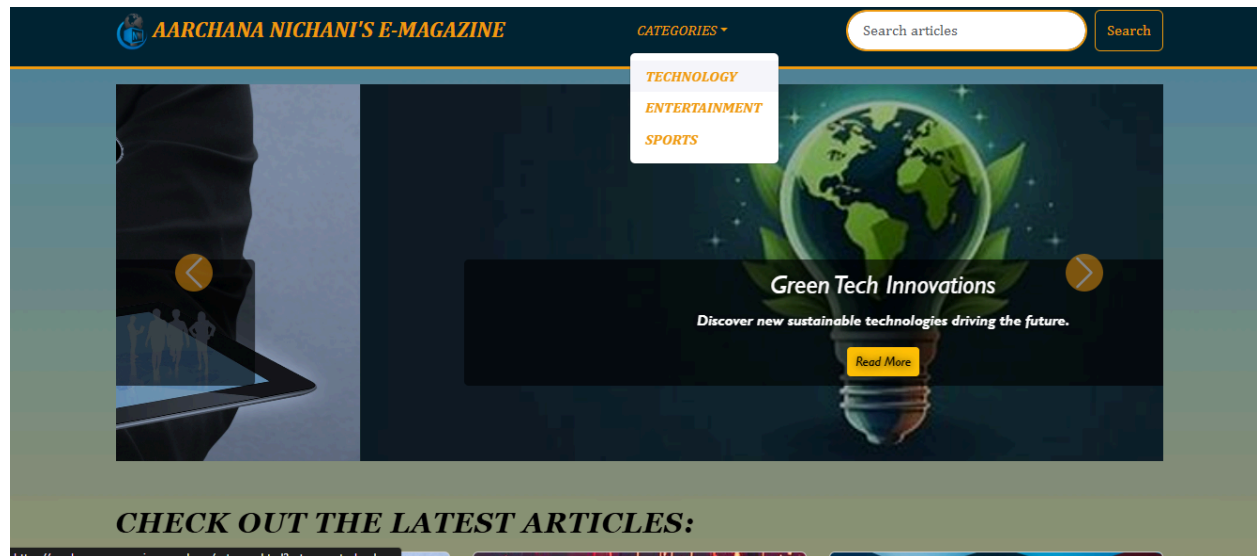 AARCHANA NICHANI'S E-MAGAZINE
CATEGORIES
Search articles
Search
TECHNOLOGY
ENTERTAINMENT
SPORTS
Green Tech Innovations
Discover new sustainable technologies driving the future.
Read More
CHECK OUT THE LATEST ARTICLES: